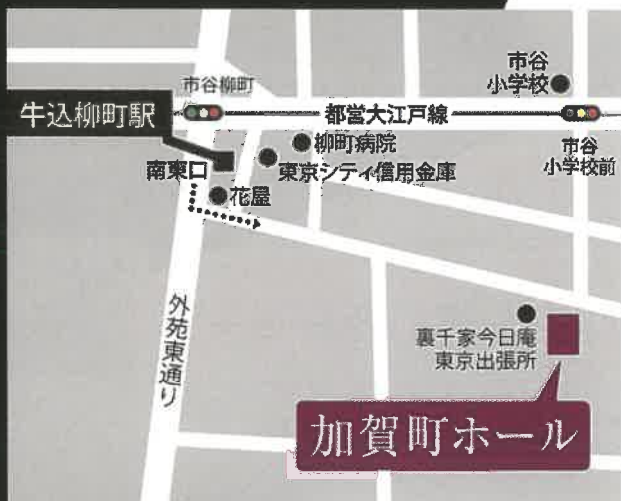 市谷
小学校
市谷柳町
牛込柳町駅
都営大江戸線
柳町病院
市谷
小学校前
南東口
東京シティ信用金庫
花屋
外苑東通り
裏千家今日庵
東京出張所
加賀町ホール